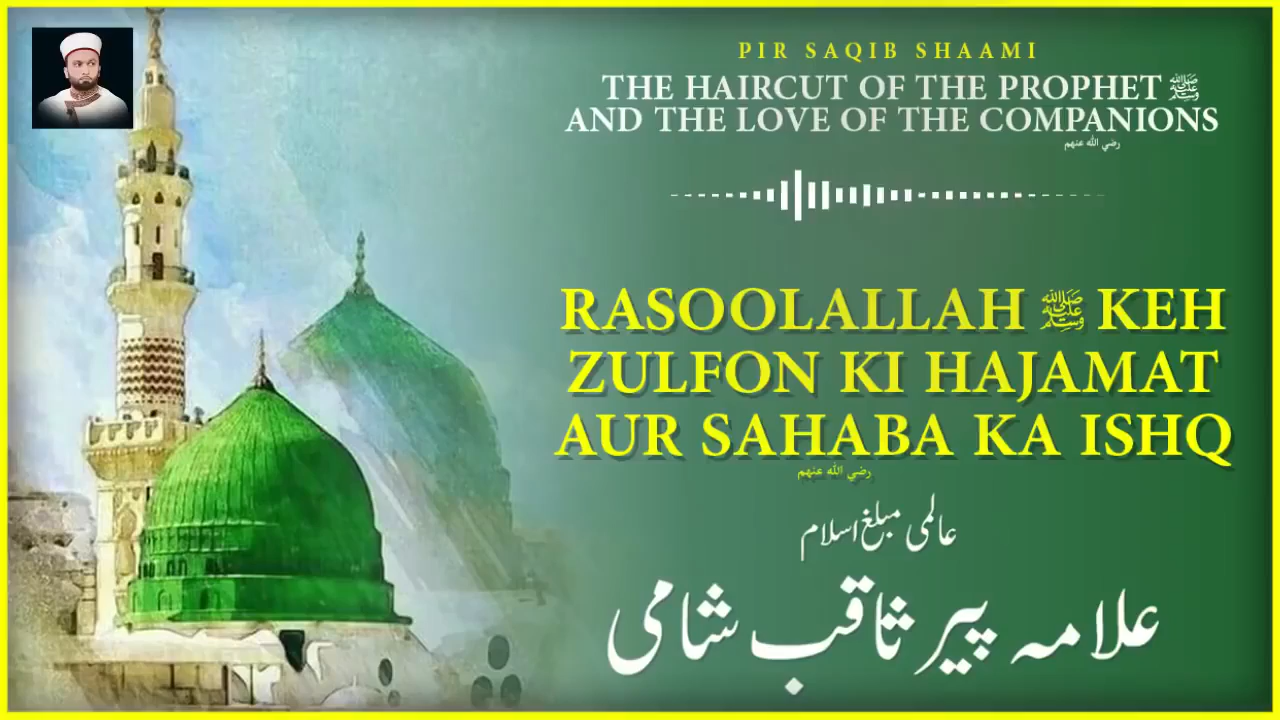 PIR SAQIB SHAAMI
THE HAIRCUT OF THE PROPHET ﷺ
AND THE LOVE OF THE COMPANIONS
رضي الله عنهم
RASOOLALLAH ﷺ KEH
ZULFON KI HAJAMAT
AUR SAHABA KA ISHQ
رضي الله عنهم
عالمی مبلغ اسلام
علامہ پیر ثاقب شامی